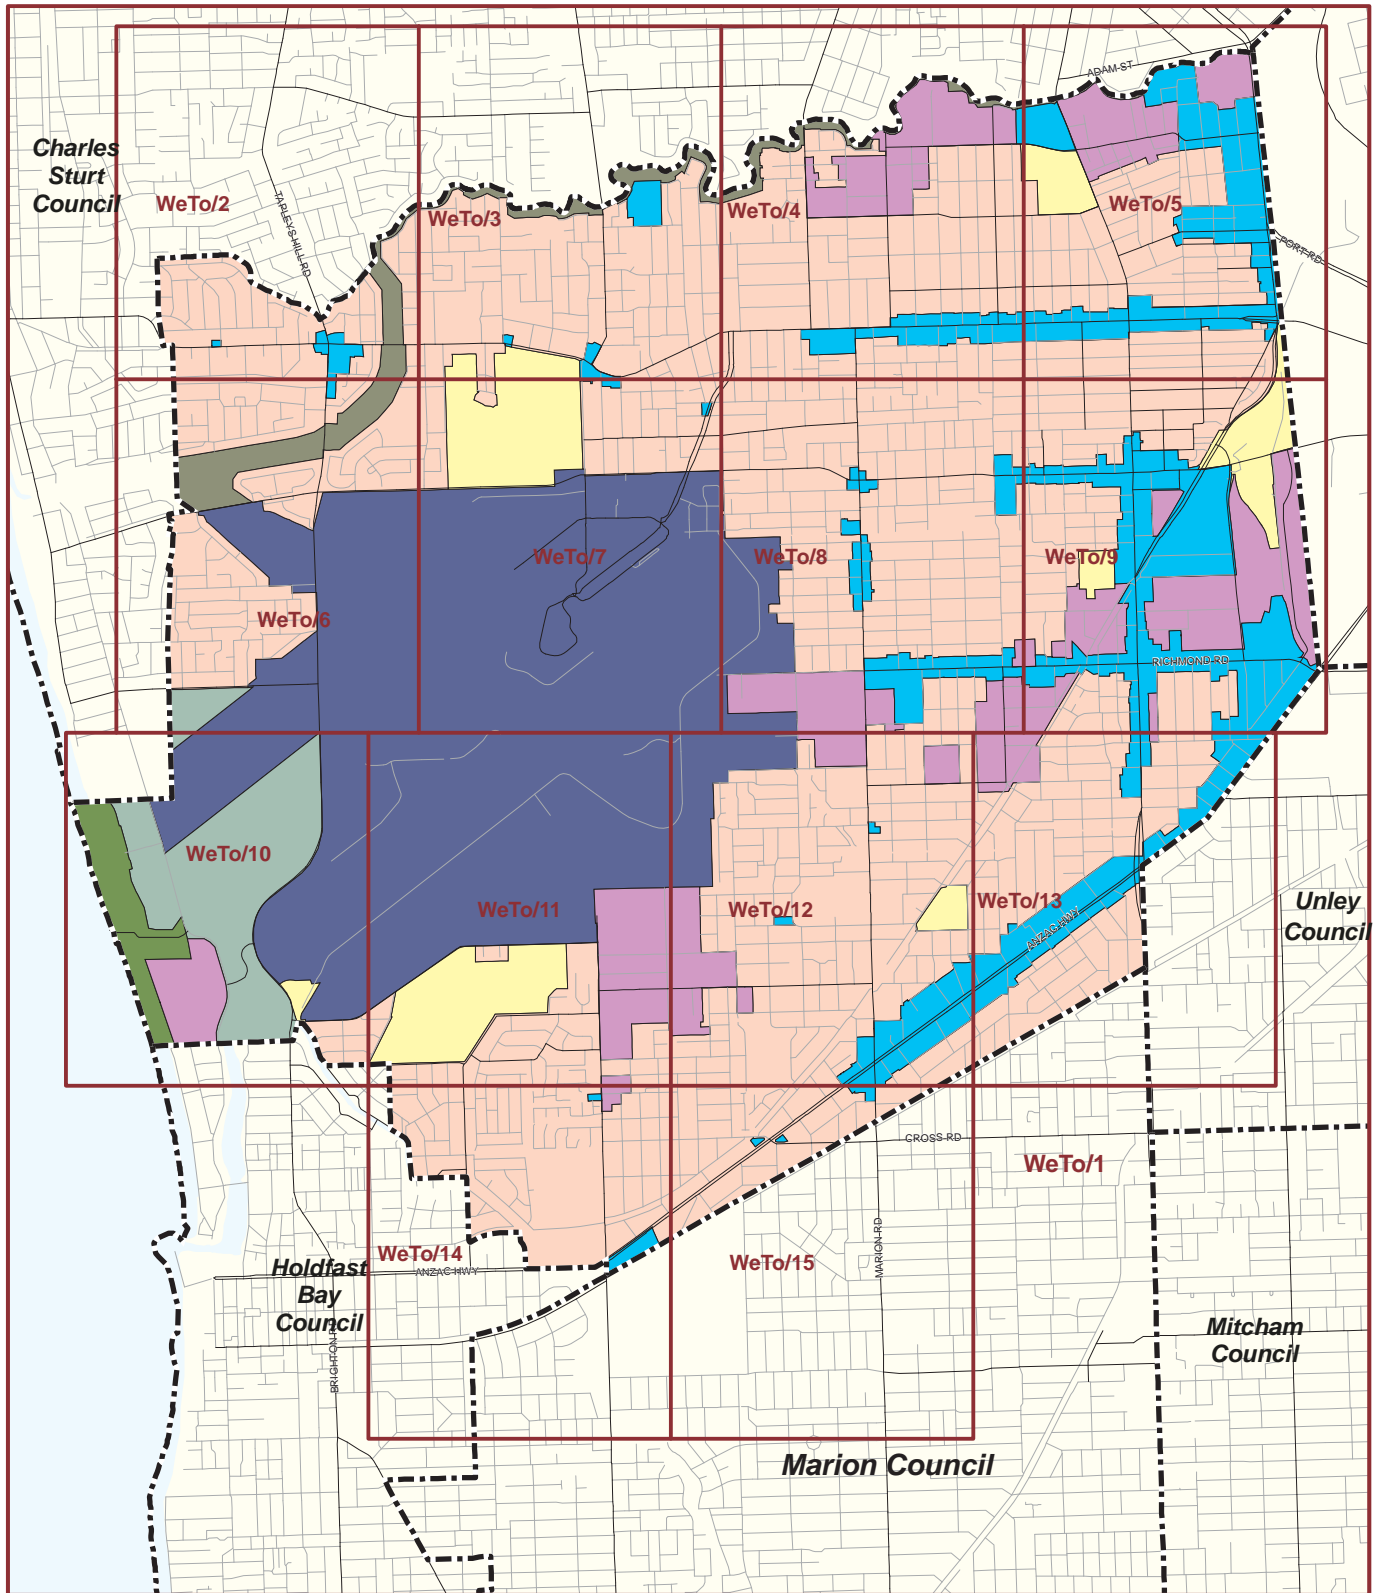 ADAM ST
Charles
Sturt
Council
WeTo/2
WeTo/3
WeTo/4
WeTo/5
TAPLEYS HILL RD
PORT RD
WeTo/7
WeTo/8
WeTo/9
WeTo/6
RICHMOND RD
WeTo/10
WeTo/11
WeTo/12
WeTo/13
ANZAC HWY
Unley
Council
CROSS RD
WeTo/1
MARION RD
WeTo/14
WeTo/15
ANZAC HWY
Holdfast
Bay
Council
BRIGHTON RD
Mitcham
Council
Marion Council